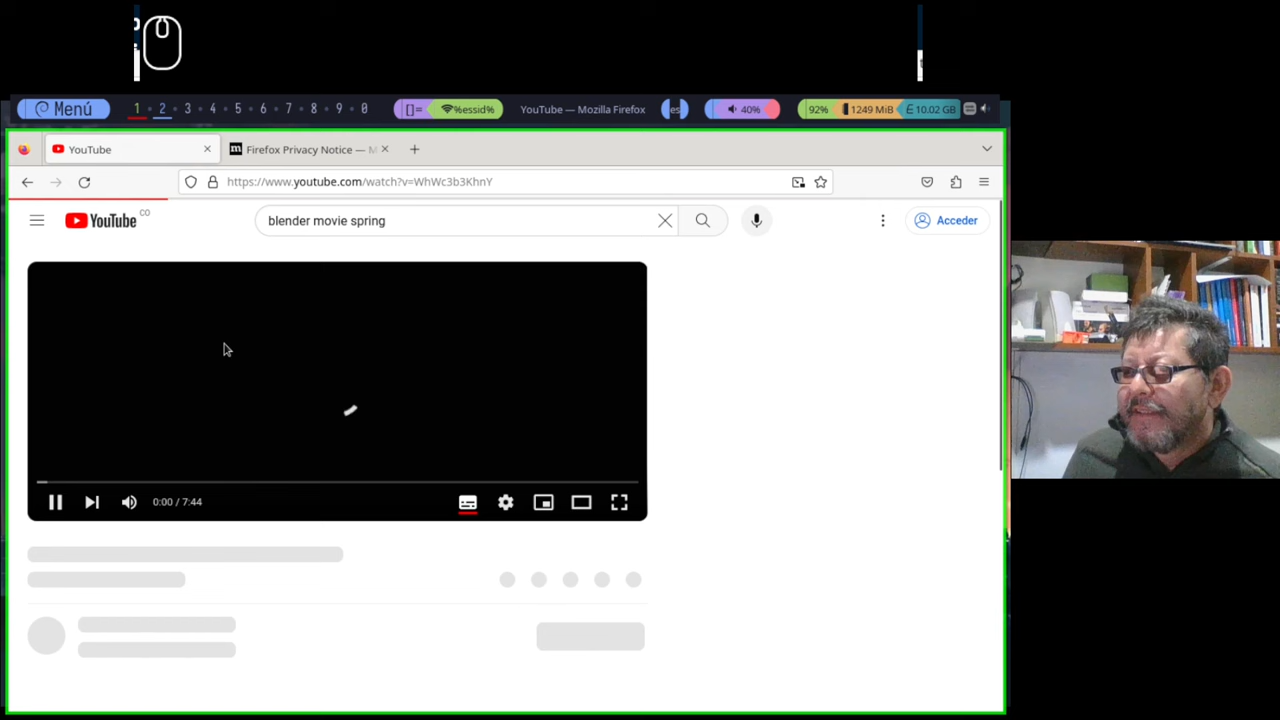 Menú 1 2 3 4 5 6 7 8 9 0 []= %essid% YouTube — Mozilla Firefox es 40% 92% 1249 MiB 10.02 GB
YouTube Firefox Privacy Notice —
https://www.youtube.com/watch?v=WhWc3b3KhnY
YouTube CO blender movie spring Acceder
0:00 / 7:44